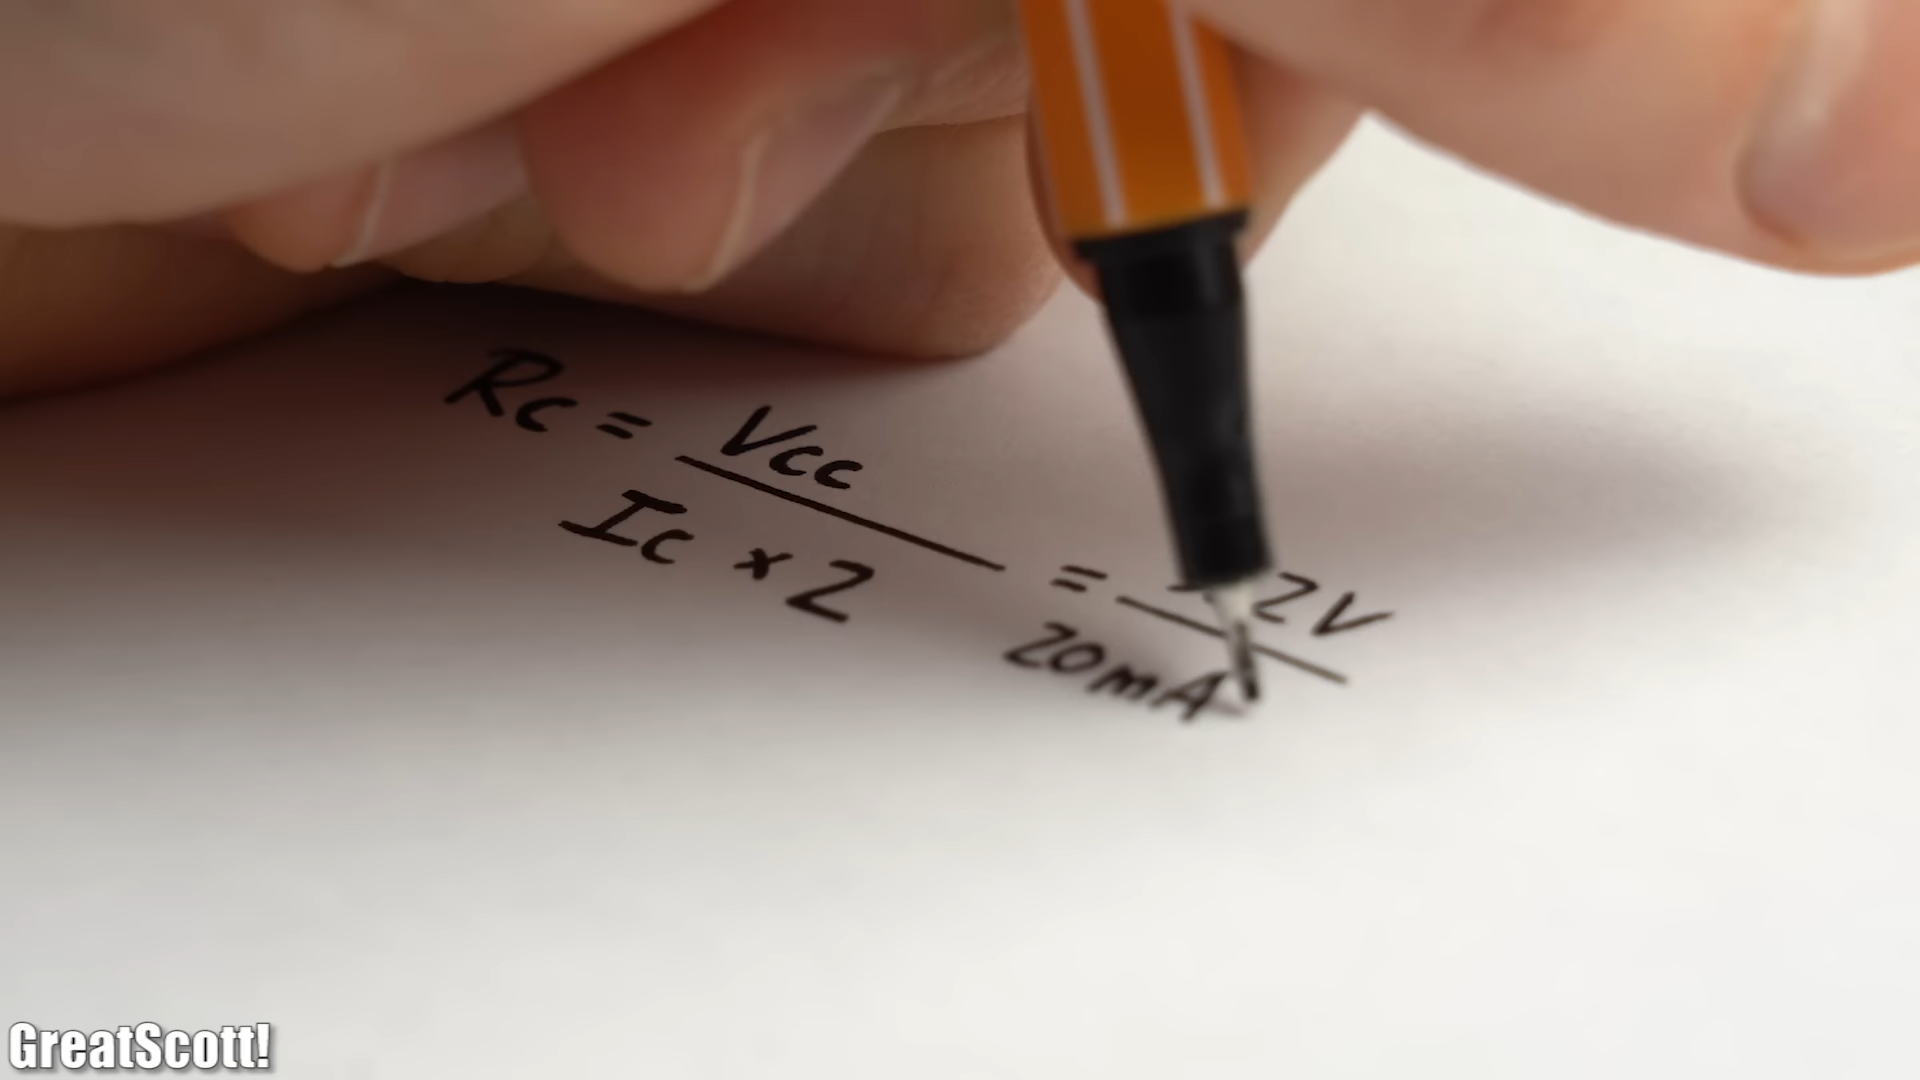 Rc = Vcc = 2V
Ic × 2 20mA
GreatScott!